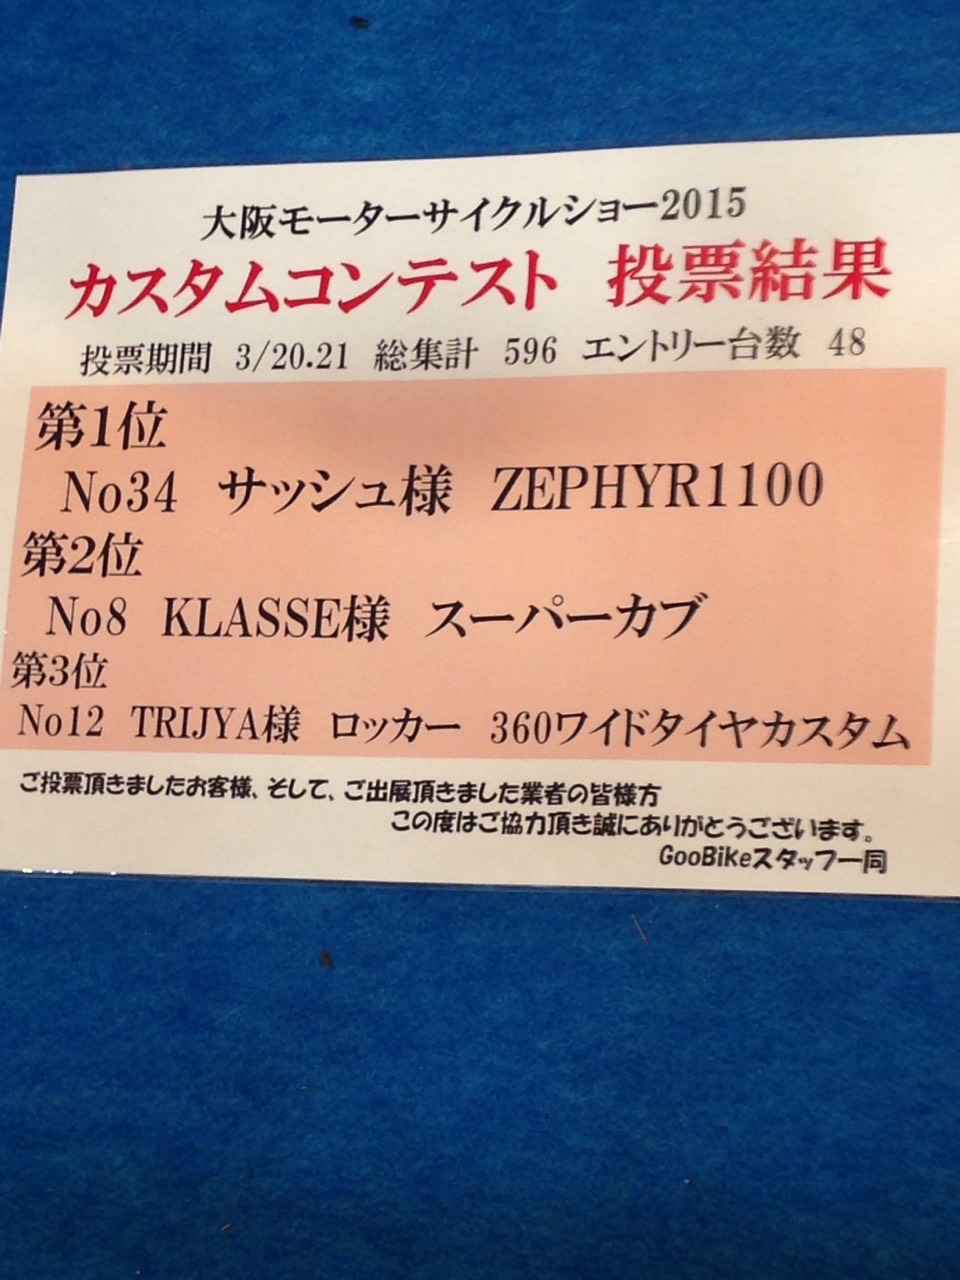 大阪モーターサイクルショー2015
カスタムコンテスト 投票結果
投票期間 3/20.21 総集計 596 エントリー台数 48
第1位
No34 サッシュ様 ZEPHYR1100
第2位
No8 KLASSE様 スーパーカブ
第3位
No12 TRIJYA様 ロッカー 360ワイドタイヤカスタム
ご投票頂きましたお客様、そして、ご出展頂きました業者の皆様方
この度はご協力頂き誠にありがとうございます。
GooBikeスタッフ一同